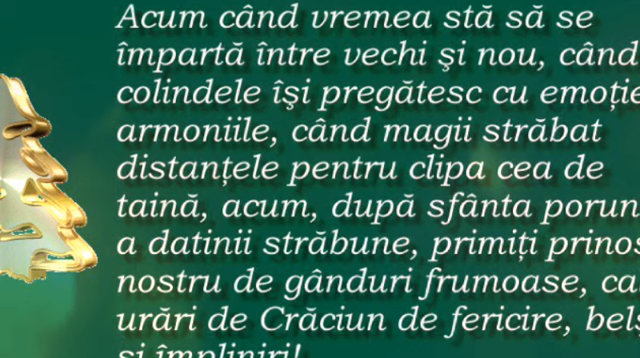 Acum când vremea stă să se
împartă între vechi şi nou, când
colindele îşi pregătesc cu emoţie
armoniile, când magii străbat
distanţele pentru clipa cea de
taină, acum, după sfânta
a datinii străbune, primiţi
nostru de gânduri frumoase,
urări de Crăciun de fericire,
şi împliniri!